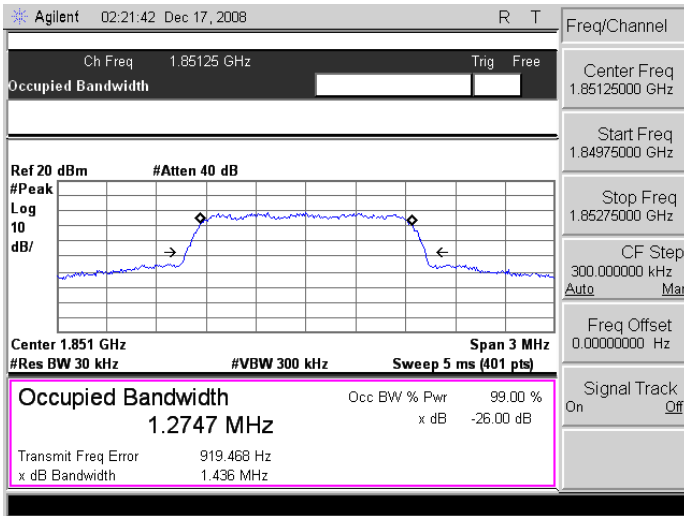 Agilent 02:21:42 Dec 17, 2008 R T
Freq/Channel
Ch Freq 1.85125 GHz Trig Free
Occupied Bandwidth
Center Freq
1.85125000 GHz
Start Freq
1.84975000 GHz
Stop Freq
1.85275000 GHz
CF Step
300.000000 kHz
Auto Man
Freq Offset
0.00000000 Hz
Signal Track
On Off
Ref 20 dBm #Atten 40 dB
#Peak
Log
10
dB/
Center 1.851 GHz Span 3 MHz
#Res BW 30 kHz #VBW 300 kHz Sweep 5 ms (401 pts)
Occupied Bandwidth Occ BW % Pwr 99.00 %
1.2747 MHz x dB -26.00 dB
Transmit Freq Error 919.468 Hz
x dB Bandwidth 1.436 MHz